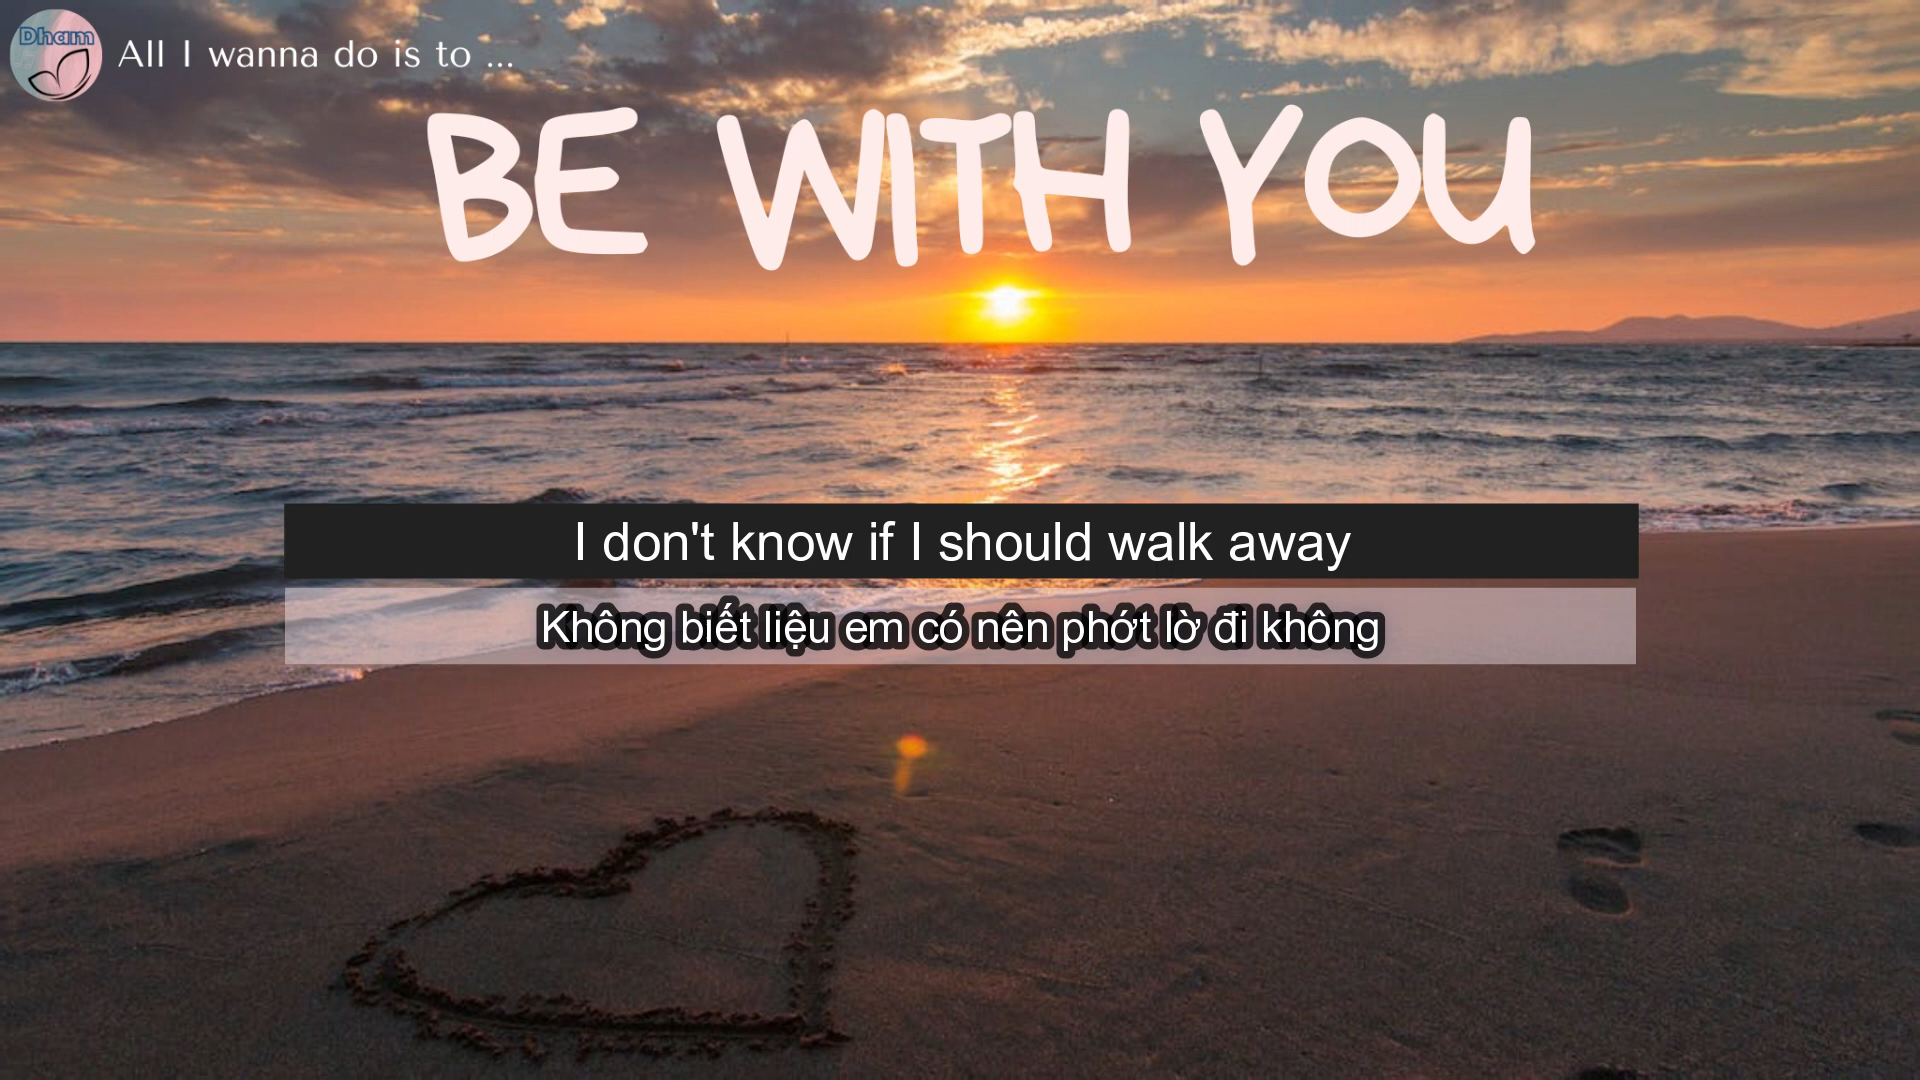 Dham
All I wanna do is to ...
BE WITH YOU
I don't know if I should walk away
Không biết liệu em có nên phớt lờ đi không